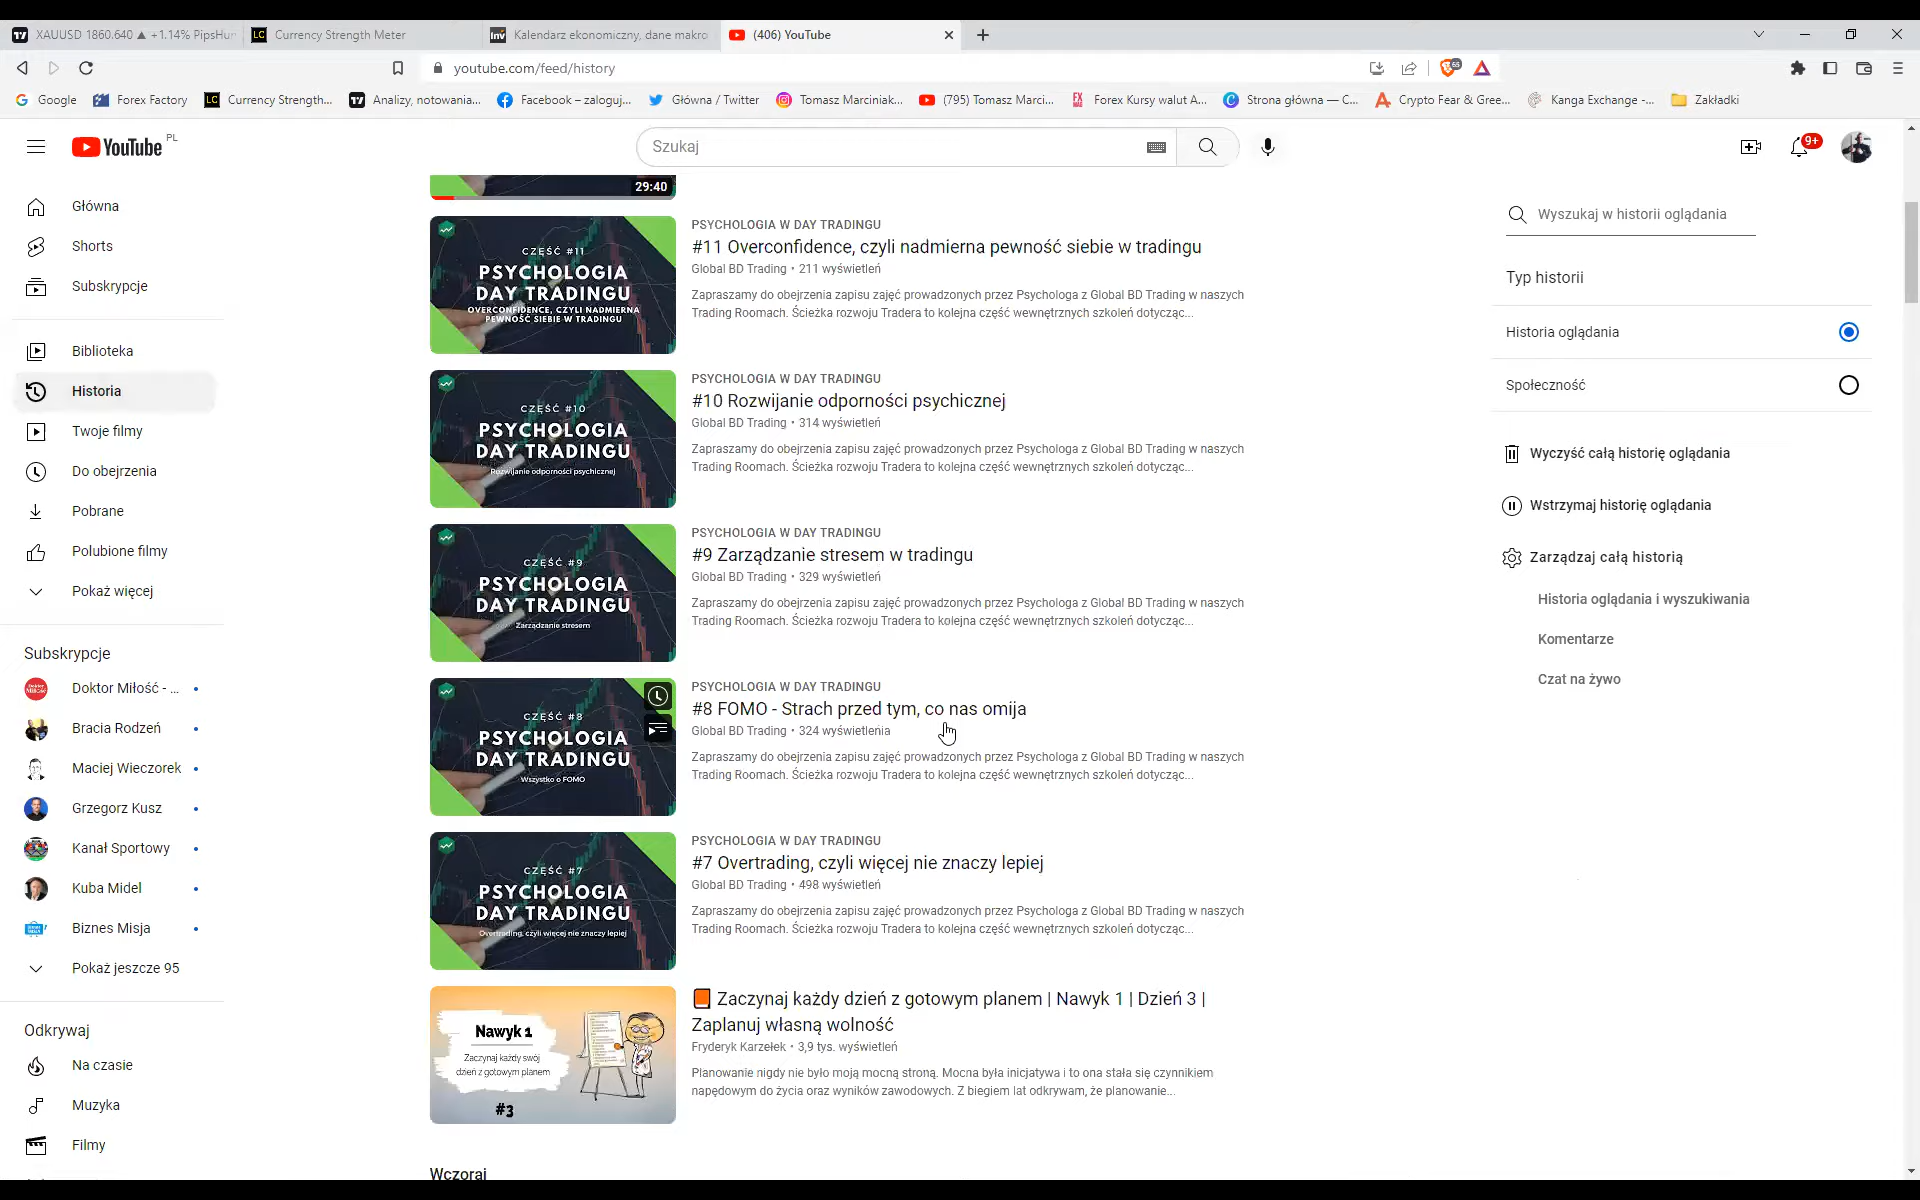 XAUUSD 1860.640 ▲ +1.14% PipsHun
Currency Strength Meter
Kalendarz ekonomiczny, dane makro
(406) YouTube
youtube.com/feed/history
Google
Forex Factory
Currency Strength...
Analizy, notowania...
Facebook – zaloguj...
Główna / Twitter
Tomasz Marciniak...
(795) Tomasz Marci...
Forex Kursy walut A...
Strona główna — C...
Crypto Fear & Gree...
Kanga Exchange -...
Zakładki
YouTube PL
Szukaj
9+
Główna
Shorts
Subskrypcje
Biblioteka
Historia
Twoje filmy
Do obejrzenia
Pobrane
Polubione filmy
Pokaż więcej
Subskrypcje
Doktor Miłość - ...
Bracia Rodzeń
Maciej Wieczorek
Grzegorz Kusz
Kanał Sportowy
Kuba Midel
Biznes Misja
Pokaż jeszcze 95
Odkrywaj
Na czasie
Muzyka
Filmy
29:40
CZĘŚĆ #11
PSYCHOLOGIA
DAY TRADINGU
OVERCONFIDENCE, CZYLI NADMIERNA
PEWNOŚĆ SIEBIE W TRADINGU
PSYCHOLOGIA W DAY TRADINGU
#11 Overconfidence, czyli nadmierna pewność siebie w tradingu
Global BD Trading • 211 wyświetleń
Zapraszamy do obejrzenia zapisu zajęć prowadzonych przez Psychologa z Global BD Trading w naszych
Trading Roomach. Ścieżka rozwoju Tradera to kolejna część wewnętrznych szkoleń dotycząc...
CZĘŚĆ #10
PSYCHOLOGIA
DAY TRADINGU
Rozwijanie odporności psychicznej
PSYCHOLOGIA W DAY TRADINGU
#10 Rozwijanie odporności psychicznej
Global BD Trading • 314 wyświetleń
Zapraszamy do obejrzenia zapisu zajęć prowadzonych przez Psychologa z Global BD Trading w naszych
Trading Roomach. Ścieżka rozwoju Tradera to kolejna część wewnętrznych szkoleń dotycząc...
CZĘŚĆ #9
PSYCHOLOGIA
DAY TRADINGU
Zarządzanie stresem
PSYCHOLOGIA W DAY TRADINGU
#9 Zarządzanie stresem w tradingu
Global BD Trading • 329 wyświetleń
Zapraszamy do obejrzenia zapisu zajęć prowadzonych przez Psychologa z Global BD Trading w naszych
Trading Roomach. Ścieżka rozwoju Tradera to kolejna część wewnętrznych szkoleń dotycząc...
CZĘŚĆ #8
PSYCHOLOGIA
DAY TRADINGU
Wszystko o FOMO
PSYCHOLOGIA W DAY TRADINGU
#8 FOMO - Strach przed tym, co nas omija
Global BD Trading • 324 wyświetlenia
Zapraszamy do obejrzenia zapisu zajęć prowadzonych przez Psychologa z Global BD Trading w naszych
Trading Roomach. Ścieżka rozwoju Tradera to kolejna część wewnętrznych szkoleń dotycząc...
CZĘŚĆ #7
PSYCHOLOGIA
DAY TRADINGU
Overtrading, czyli więcej nie znaczy lepiej
PSYCHOLOGIA W DAY TRADINGU
#7 Overtrading, czyli więcej nie znaczy lepiej
Global BD Trading • 498 wyświetleń
Zapraszamy do obejrzenia zapisu zajęć prowadzonych przez Psychologa z Global BD Trading w naszych
Trading Roomach. Ścieżka rozwoju Tradera to kolejna część wewnętrznych szkoleń dotycząc...
Nawyk 1
Zaczynaj każdy swój
dzień z gotowym planem
#3
Zaczynaj każdy dzień z gotowym planem | Nawyk 1 | Dzień 3 |
Zaplanuj własną wolność
Fryderyk Karzełek • 3,9 tys. wyświetleń
Planowanie nigdy nie było moją mocną stroną. Mocna była inicjatywa i to ona stała się czynnikiem
napędowym do życia oraz wyników zawodowych. Z biegiem lat odkrywam, że planowanie...
Wczoraj
Wyszukaj w historii oglądania
Typ historii
Historia oglądania
Społeczność
Wyczyść całą historię oglądania
Wstrzymaj historię oglądania
Zarządzaj całą historią
Historia oglądania i wyszukiwania
Komentarze
Czat na żywo